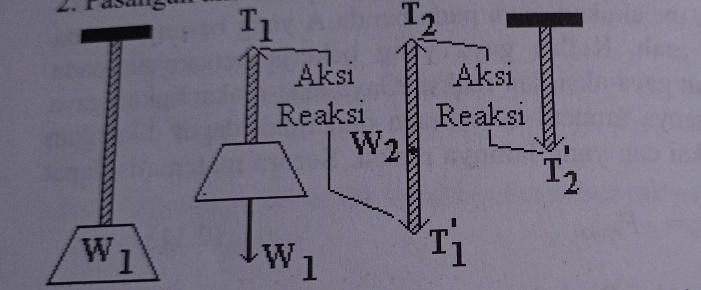 2. Pasangan
T1
T2
Aksi
Reaksi
Aksi
Reaksi
W2
T'2
W1
W1
T'1